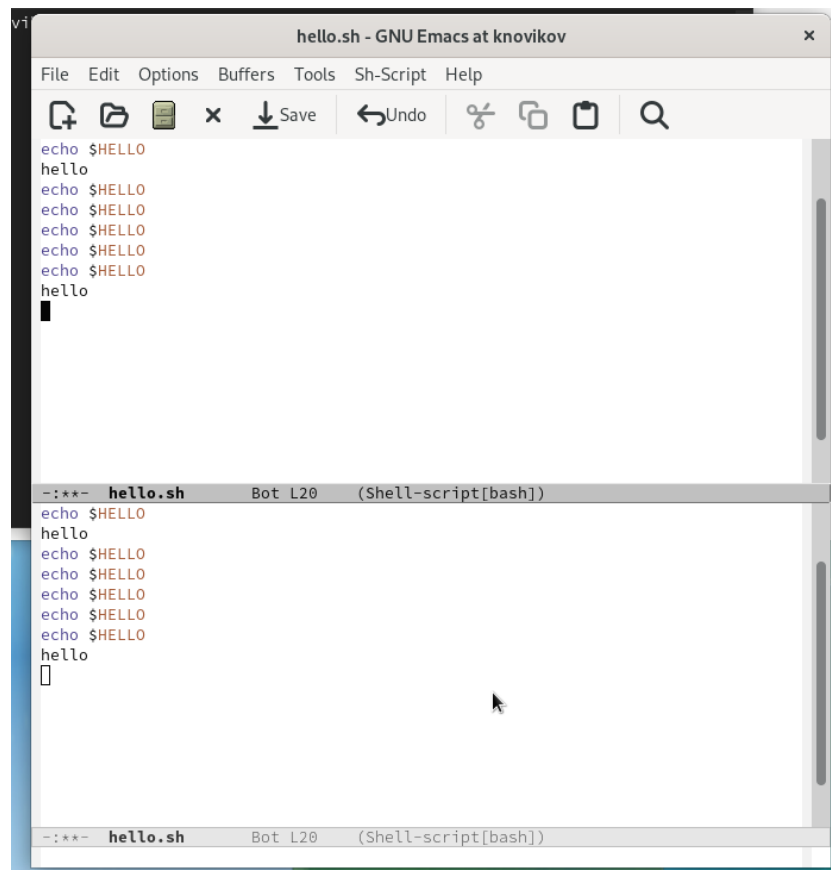 vi
hello.sh - GNU Emacs at knovikov ×
File Edit Options Buffers Tools Sh-Script Help
Save Undo
echo $HELLO
hello
echo $HELLO
echo $HELLO
echo $HELLO
echo $HELLO
echo $HELLO
hello
-:**- hello.sh Bot L20 (Shell-script[bash])
echo $HELLO
hello
echo $HELLO
echo $HELLO
echo $HELLO
echo $HELLO
echo $HELLO
hello
-:**- hello.sh Bot L20 (Shell-script[bash])